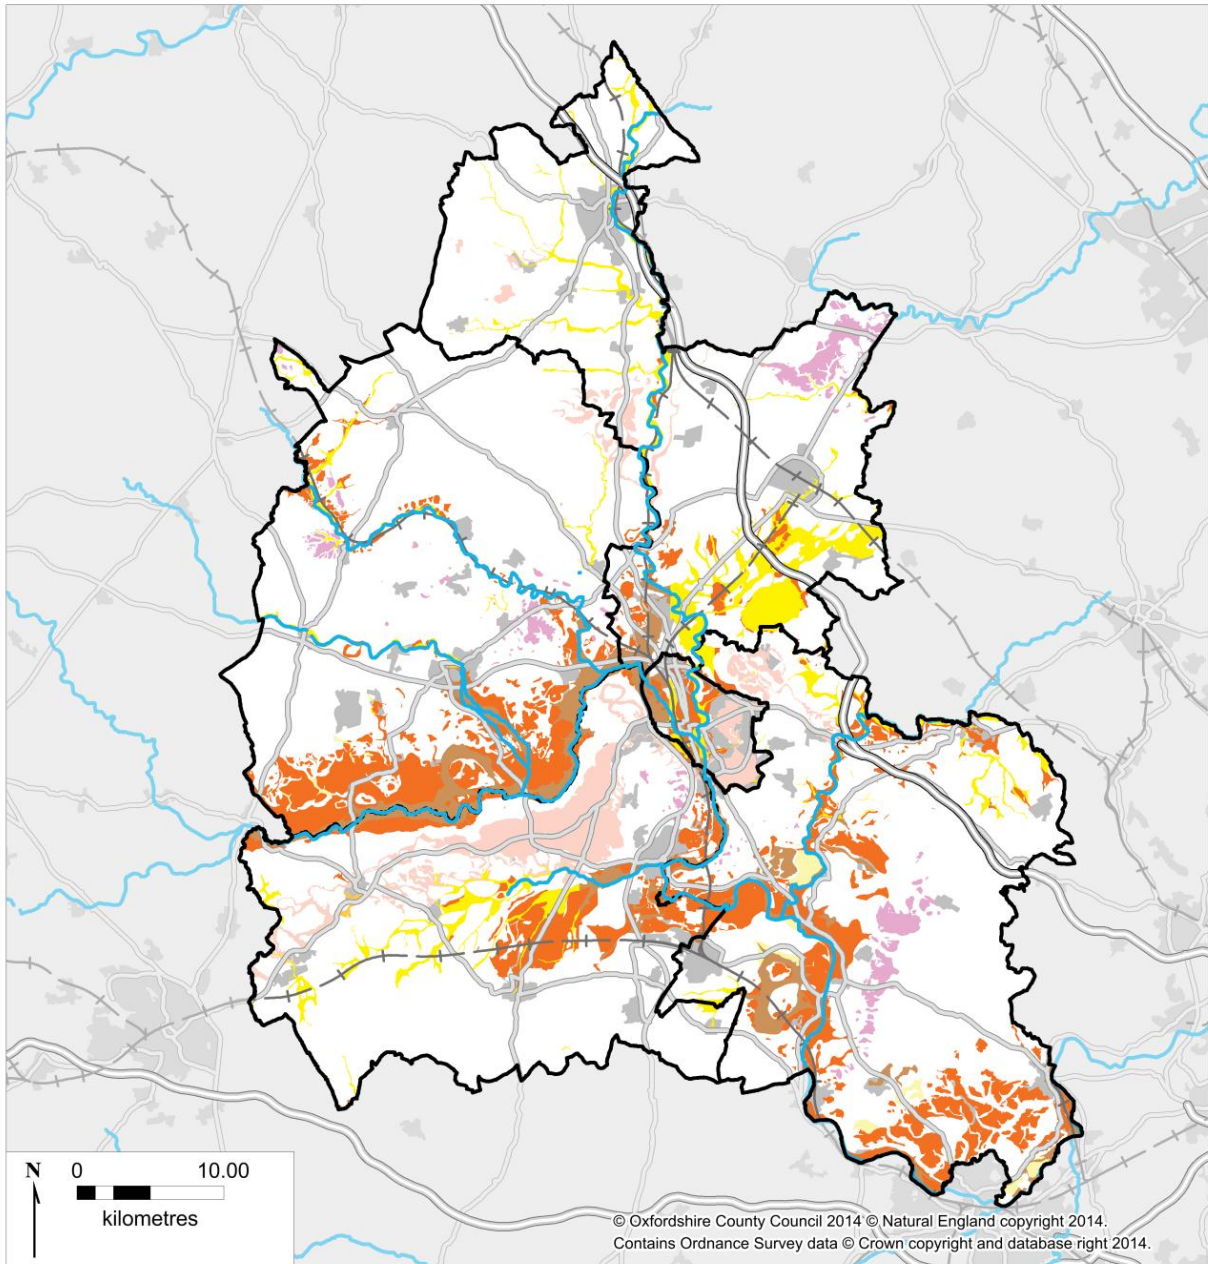 N
0 10.00
kilometres
© Oxfordshire County Council 2014 © Natural England copyright 2014.
Contains Ordnance Survey data © Crown copyright and database right 2014.